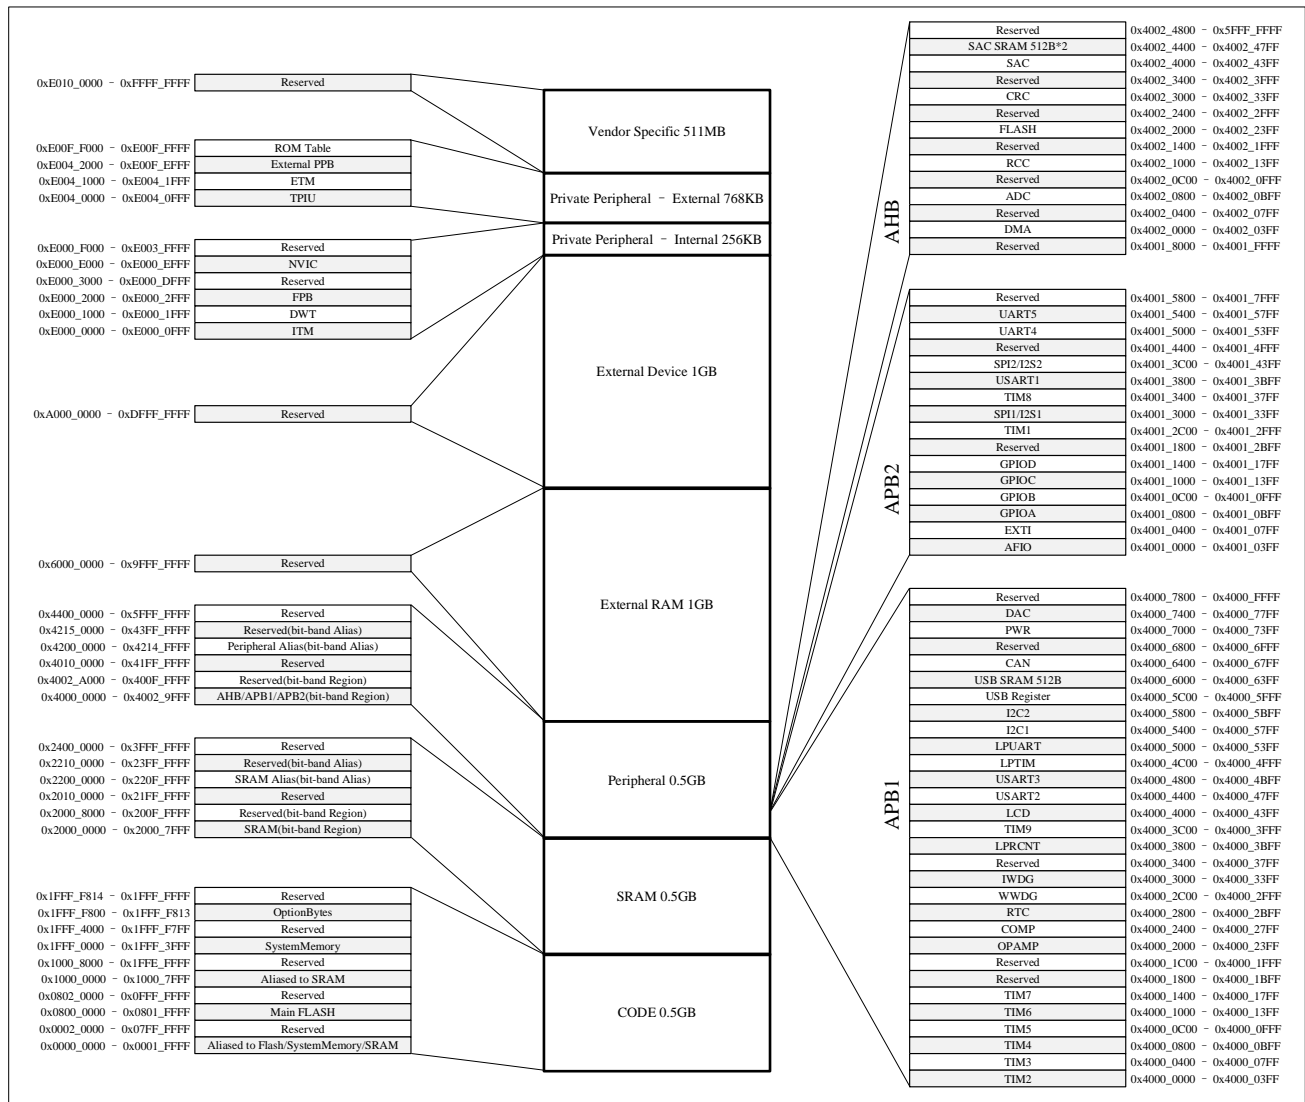 0xE010_0000 - 0xFFFF_FFFF Reserved
0xE00F_F000 - 0xE00F_FFFF ROM Table
0xE004_2000 - 0xE00F_EFFF External PPB
0xE004_1000 - 0xE004_1FFF ETM
0xE004_0000 - 0xE004_0FFF TPIU
0xE000_F000 - 0xE003_FFFF Reserved
0xE000_E000 - 0xE000_EFFF NVIC
0xE000_3000 - 0xE000_DFFF Reserved
0xE000_2000 - 0xE000_2FFF FPB
0xE000_1000 - 0xE000_1FFF DWT
0xE000_0000 - 0xE000_0FFF ITM
0xA000_0000 - 0xDFFF_FFFF Reserved
0x6000_0000 - 0x9FFF_FFFF Reserved
0x4400_0000 - 0x5FFF_FFFF Reserved
0x4215_0000 - 0x43FF_FFFF Reserved(bit-band Alias)
0x4200_0000 - 0x4214_FFFF Peripheral Alias(bit-band Alias)
0x4010_0000 - 0x41FF_FFFF Reserved
0x4002_A000 - 0x400F_FFFF Reserved(bit-band Region)
0x4000_0000 - 0x4002_9FFF AHB/APB1/APB2(bit-band Region)
0x2400_0000 - 0x3FFF_FFFF Reserved
0x2210_0000 - 0x23FF_FFFF Reserved(bit-band Alias)
0x2200_0000 - 0x220F_FFFF SRAM Alias(bit-band Alias)
0x2010_0000 - 0x21FF_FFFF Reserved
0x2000_8000 - 0x200F_FFFF Reserved(bit-band Region)
0x2000_0000 - 0x2000_7FFF SRAM(bit-band Region)
0x1FFF_F814 - 0x1FFF_FFFF Reserved
0x1FFF_F800 - 0x1FFF_F813 OptionBytes
0x1FFF_4000 - 0x1FFF_F7FF Reserved
0x1FFF_0000 - 0x1FFF_3FFF SystemMemory
0x1000_8000 - 0x1FFE_FFFF Reserved
0x1000_0000 - 0x1000_7FFF Aliased to SRAM
0x0802_0000 - 0x0FFF_FFFF Reserved
0x0800_0000 - 0x0801_FFFF Main FLASH
0x0002_0000 - 0x07FF_FFFF Reserved
0x0000_0000 - 0x0001_FFFF Aliased to Flash/SystemMemory/SRAM
Vendor Specific 511MB
Private Peripheral - External 768KB
Private Peripheral - Internal 256KB
External Device 1GB
External RAM 1GB
Peripheral 0.5GB
SRAM 0.5GB
CODE 0.5GB
AHB
Reserved 0x4002_4800 - 0x5FFF_FFFF
SAC SRAM 512B*2 0x4002_4400 - 0x4002_47FF
SAC 0x4002_4000 - 0x4002_43FF
Reserved 0x4002_3400 - 0x4002_3FFF
CRC 0x4002_3000 - 0x4002_33FF
Reserved 0x4002_2400 - 0x4002_2FFF
FLASH 0x4002_2000 - 0x4002_23FF
Reserved 0x4002_1400 - 0x4002_1FFF
RCC 0x4002_1000 - 0x4002_13FF
Reserved 0x4002_0C00 - 0x4002_0FFF
ADC 0x4002_0800 - 0x4002_0BFF
Reserved 0x4002_0400 - 0x4002_07FF
DMA 0x4002_0000 - 0x4002_03FF
Reserved 0x4001_8000 - 0x4001_FFFF
APB2
Reserved 0x4001_5800 - 0x4001_7FFF
UART5 0x4001_5400 - 0x4001_57FF
UART4 0x4001_5000 - 0x4001_53FF
Reserved 0x4001_4400 - 0x4001_4FFF
SPI2/I2S2 0x4001_3C00 - 0x4001_43FF
USART1 0x4001_3800 - 0x4001_3BFF
TIM8 0x4001_3400 - 0x4001_37FF
SPI1/I2S1 0x4001_3000 - 0x4001_33FF
TIM1 0x4001_2C00 - 0x4001_2FFF
Reserved 0x4001_1800 - 0x4001_2BFF
GPIOD 0x4001_1400 - 0x4001_17FF
GPIOC 0x4001_1000 - 0x4001_13FF
GPIOB 0x4001_0C00 - 0x4001_0FFF
GPIOA 0x4001_0800 - 0x4001_0BFF
EXTI 0x4001_0400 - 0x4001_07FF
AFIO 0x4001_0000 - 0x4001_03FF
APB1
Reserved 0x4000_7800 - 0x4000_FFFF
DAC 0x4000_7400 - 0x4000_77FF
PWR 0x4000_7000 - 0x4000_73FF
Reserved 0x4000_6800 - 0x4000_6FFF
CAN 0x4000_6400 - 0x4000_67FF
USB SRAM 512B 0x4000_6000 - 0x4000_63FF
USB Register 0x4000_5C00 - 0x4000_5FFF
I2C2 0x4000_5800 - 0x4000_5BFF
I2C1 0x4000_5400 - 0x4000_57FF
LPUART 0x4000_5000 - 0x4000_53FF
LPTIM 0x4000_4C00 - 0x4000_4FFF
USART3 0x4000_4800 - 0x4000_4BFF
USART2 0x4000_4400 - 0x4000_47FF
LCD 0x4000_4000 - 0x4000_43FF
TIM9 0x4000_3C00 - 0x4000_3FFF
LPRCNT 0x4000_3800 - 0x4000_3BFF
Reserved 0x4000_3400 - 0x4000_37FF
IWDG 0x4000_3000 - 0x4000_33FF
WWDG 0x4000_2C00 - 0x4000_2FFF
RTC 0x4000_2800 - 0x4000_2BFF
COMP 0x4000_2400 - 0x4000_27FF
OPAMP 0x4000_2000 - 0x4000_23FF
Reserved 0x4000_1C00 - 0x4000_1FFF
Reserved 0x4000_1800 - 0x4000_1BFF
TIM7 0x4000_1400 - 0x4000_17FF
TIM6 0x4000_1000 - 0x4000_13FF
TIM5 0x4000_0C00 - 0x4000_0FFF
TIM4 0x4000_0800 - 0x4000_0BFF
TIM3 0x4000_0400 - 0x4000_07FF
TIM2 0x4000_0000 - 0x4000_03FF